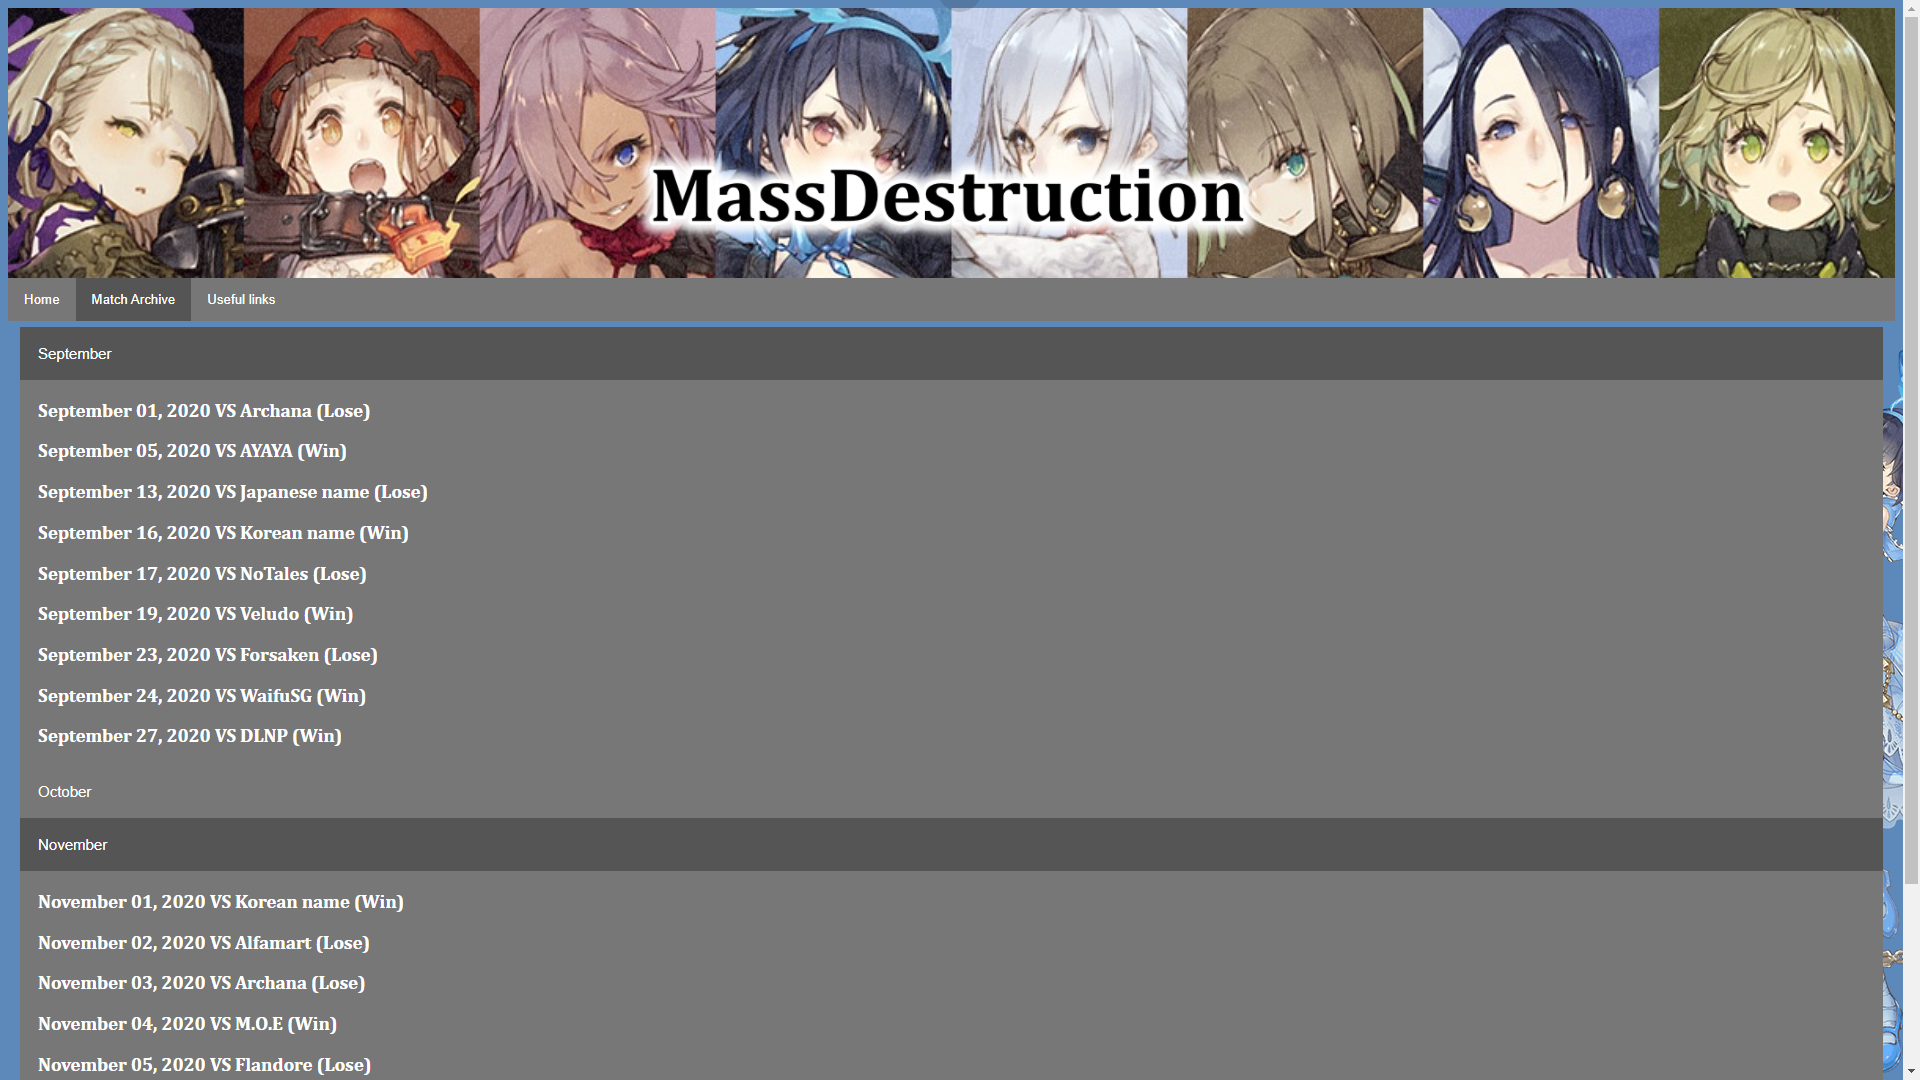 MassDestruction
Home
Match Archive
Useful links
September
September 01, 2020 VS Archana (Lose)
September 05, 2020 VS AYAYA (Win)
September 13, 2020 VS Japanese name (Lose)
September 16, 2020 VS Korean name (Win)
September 17, 2020 VS NoTales (Lose)
September 19, 2020 VS Veludo (Win)
September 23, 2020 VS Forsaken (Lose)
September 24, 2020 VS WaifuSG (Win)
September 27, 2020 VS DLNP (Win)
October
November
November 01, 2020 VS Korean name (Win)
November 02, 2020 VS Alfamart (Lose)
November 03, 2020 VS Archana (Lose)
November 04, 2020 VS M.O.E (Win)
November 05, 2020 VS Flandore (Lose)